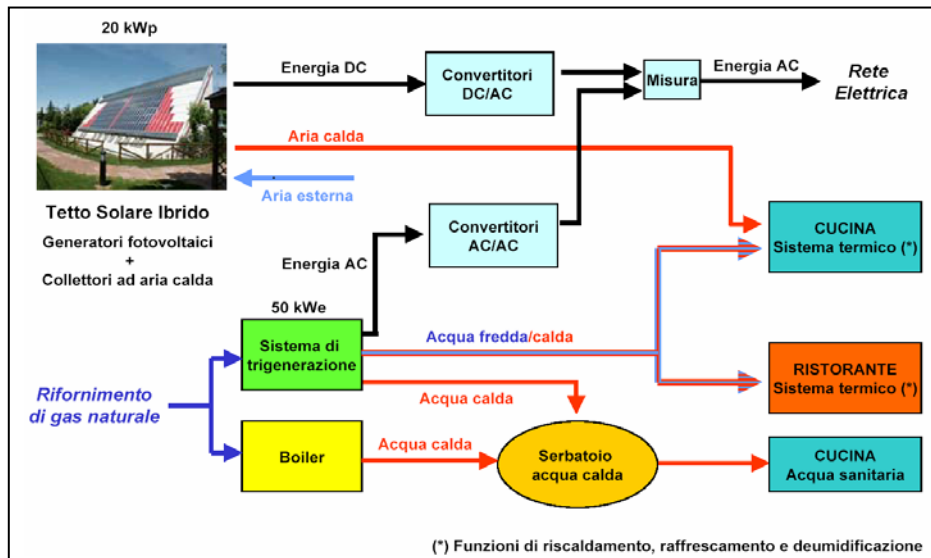 20 kWp
Energia DC
Convertitori
DC/AC
Misura
Energia AC
Rete
Elettrica
Aria calda
Aria esterna
Tetto Solare Ibrido
Generatori fotovoltaici
+
Collettori ad aria calda
Convertitori
AC/AC
Energia AC
CUCINA
Sistema termico (*)
50 kWe
Sistema di
trigenerazione
Acqua fredda/calda
RISTORANTE
Sistema termico (*)
Rifornimento
di gas naturale
Acqua calda
Boiler
Acqua calda
Serbatoio
acqua calda
CUCINA
Acqua sanitaria
(*) Funzioni di riscaldamento, raffrescamento e deumidificazione